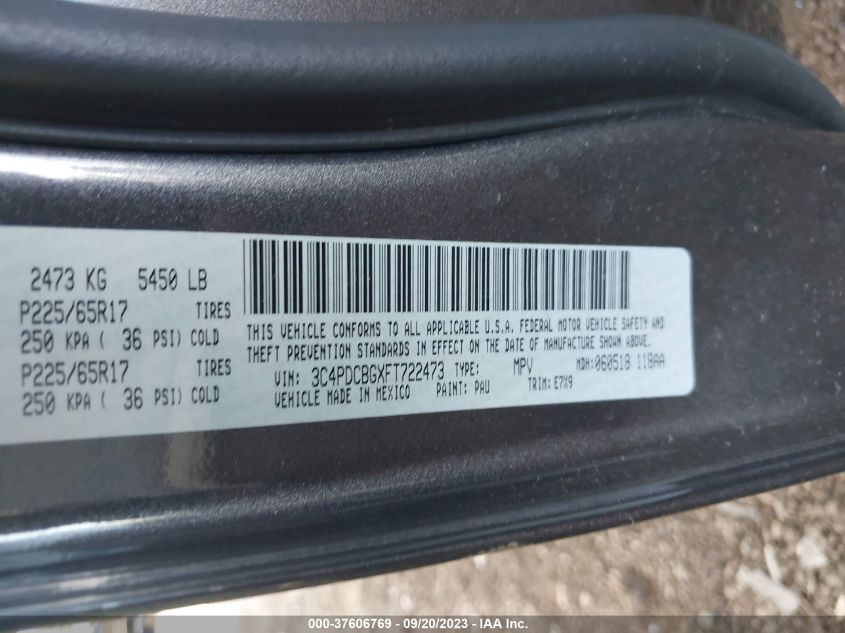 2473 KG 5450 LB
P225/65R17 TIRES
250 KPA ( 36 PSI) COLD
P225/65R17 TIRES
250 KPA ( 36 PSI) COLD
THIS VEHICLE CONFORMS TO ALL APPLICABLE U.S.A. FEDERAL MOTOR VEHICLE SAFETY AND
THEFT PREVENTION STANDARDS IN EFFECT ON THE DATE OF MANUFACTURE SHOWN ABOVE.
VIN: 3C4PDCBGXFT722473 TYPE: MPV MDH:060518 118AA
VEHICLE MADE IN MEXICO PAINT: PAU TRIM: E7X9
000-37606769 - 09/20/2023 - IAA Inc.